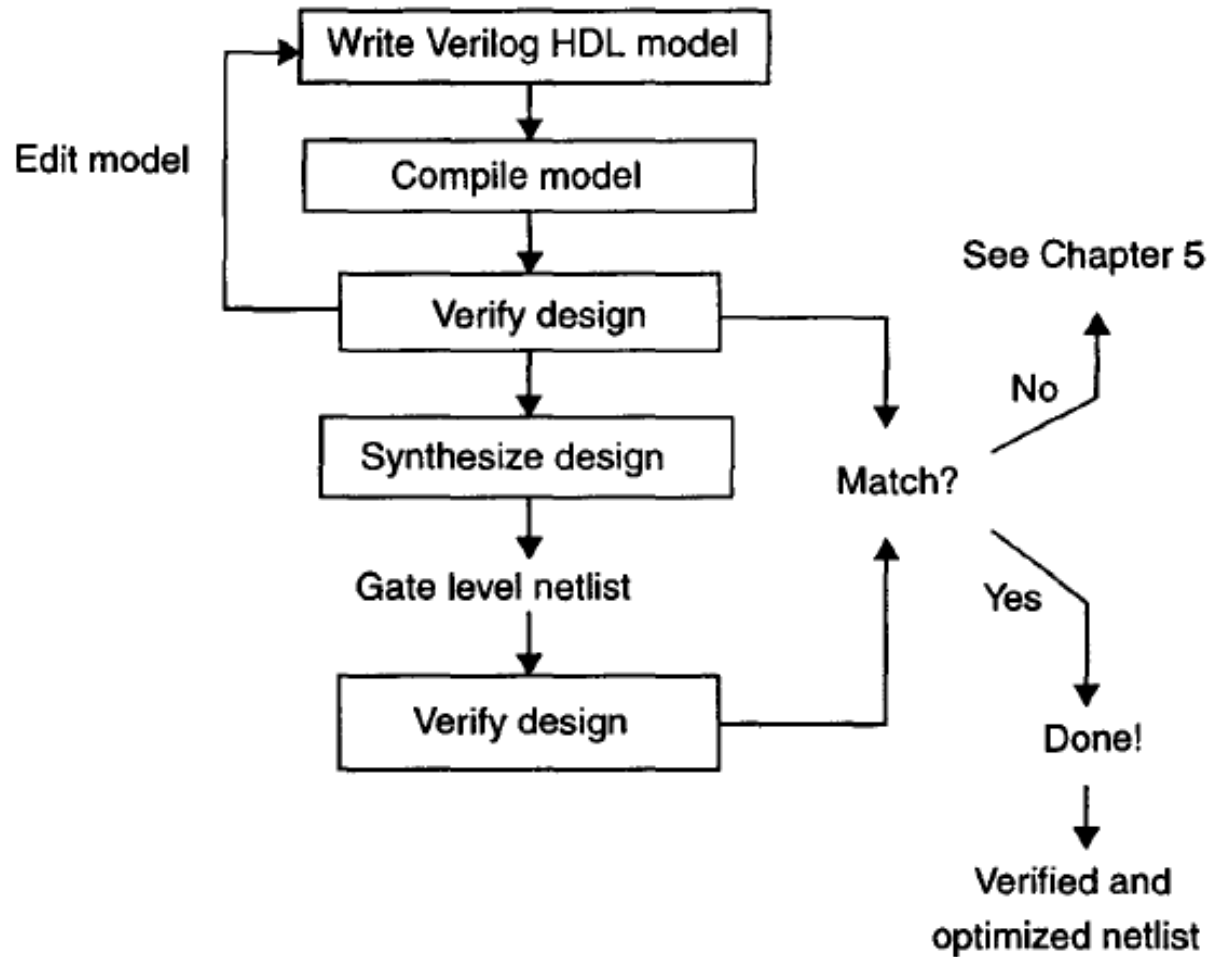 Write Verilog HDL model
Edit model
Compile model
See Chapter 5
Verify design
No
Synthesize design
Match?
Gate level netlist
Yes
Verify design
Done!
Verified and
optimized netlist